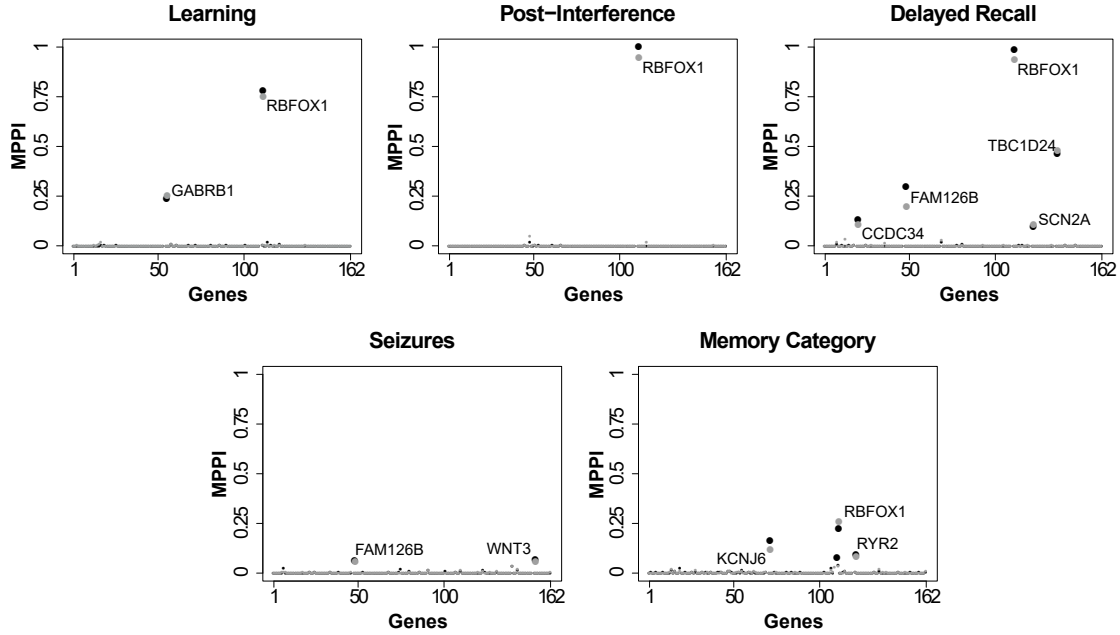 Learning
1
0.75
0.5
0.25
0
MPPI
RBFOX1
GABRB1
1
50
100
162
Genes
Post−Interference
1
0.75
0.5
0.25
0
MPPI
RBFOX1
1
50
100
162
Genes
Delayed Recall
1
0.75
0.5
0.25
0
MPPI
RBFOX1
TBC1D24
FAM126B
SCN2A
CCDC34
1
50
100
162
Genes
Seizures
1
0.75
0.5
0.25
0
MPPI
FAM126B
WNT3
1
50
100
162
Genes
Memory Category
1
0.75
0.5
0.25
0
MPPI
RBFOX1
KCNJ6
RYR2
1
50
100
162
Genes